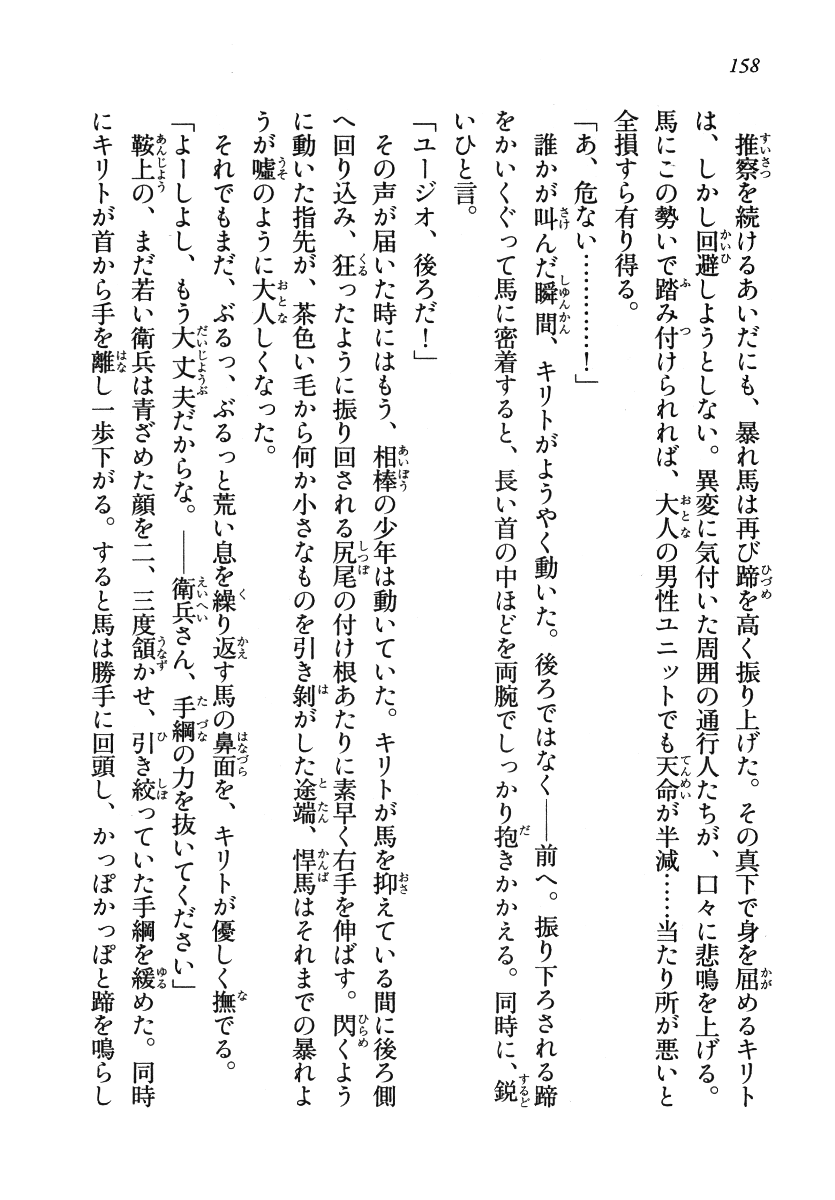 158
推察を続けるあいだにも、暴れ馬は再び蹄を高く振り上げた。その真下で身を屈めるキリト
は、しかし回避しようとしない。異変に気付いた周囲の通行人たちが、口々に悲鳴を上げる。
馬にこの勢いで踏み付けられれば、大人の男性ユニットでも天命が半減……当たり所が悪いと
全損すら有り得る。
「あ、危ない…………！」
誰かが叫んだ瞬間、キリトがようやく動いた。後ろではなく――前へ。振り下ろされる蹄
をかいくぐって馬に密着すると、長い首の中ほどを両腕でしっかり抱きかかえる。同時に、鋭
いひと言。
「ユージオ、後ろだ！」
その声が届いた時にはもう、相棒の少年は動いていた。キリトが馬を抑えている間に後ろ側
へ回り込み、狂ったように振り回される尻尾の付け根あたりに素早く右手を伸ばす。閃くよう
に動いた指先が、茶色い毛から何か小さなものを引き剝がした途端、悍馬はそれまでの暴れよ
うが噓のように大人しくなった。
それでもまだ、ぶるっ、ぶるっと荒い息を繰り返す馬の鼻面を、キリトが優しく撫でる。
「よーしよし、もう大丈夫だからな。――衛兵さん、手綱の力を抜いてください」
鞍上の、まだ若い衛兵は青ざめた顔を二、三度頷かせ、引き絞っていた手綱を緩めた。同時
にキリトが首から手を離し一歩下がる。すると馬は勝手に回頭し、かっぽかっぽと蹄を鳴らし